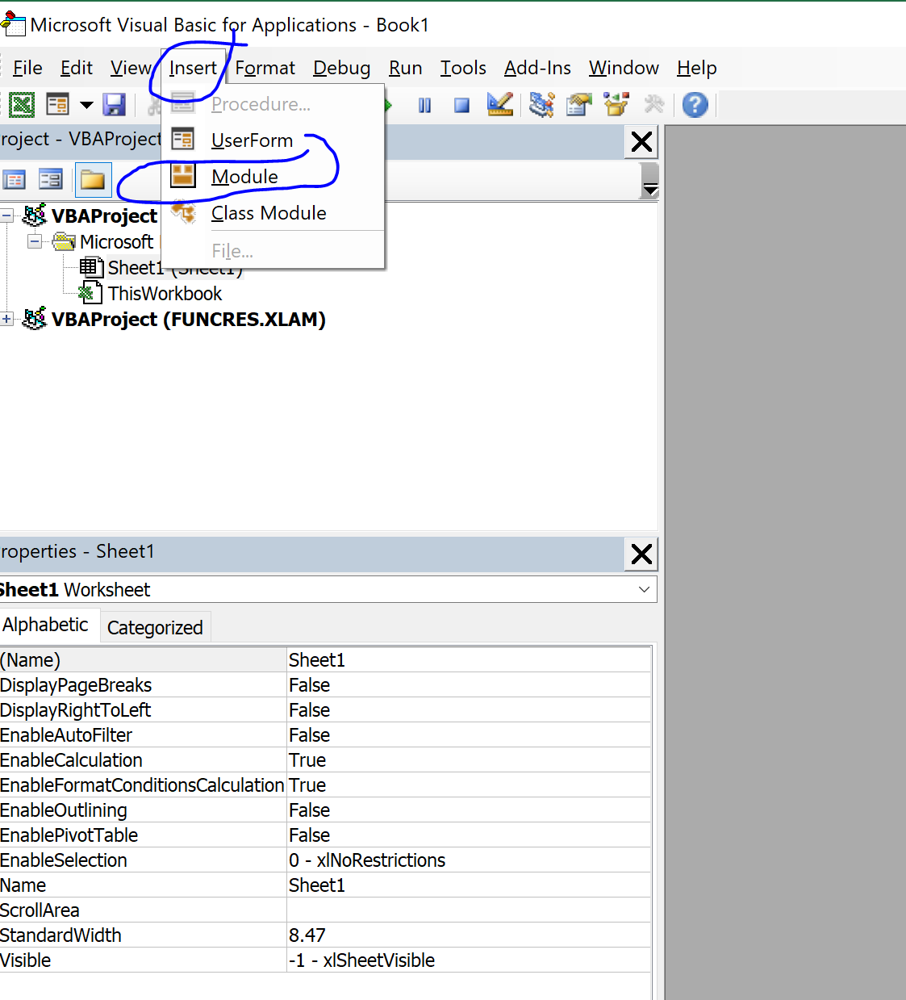 Microsoft Visual Basic for Applications - Book1
File Edit View Insert Format Debug Run Tools Add-Ins Window Help
Procedure...
roject - VBAProject
UserForm
Module
Class Module
File...
VBAProject
Microsoft
Sheet1 (Sheet1)
ThisWorkbook
VBAProject (FUNCRES.XLAM)
roperties - Sheet1
Sheet1 Worksheet
Alphabetic Categorized
(Name) Sheet1
DisplayPageBreaks False
DisplayRightToLeft False
EnableAutoFilter False
EnableCalculation True
EnableFormatConditionsCalculation True
EnableOutlining False
EnablePivotTable False
EnableSelection 0 - xlNoRestrictions
Name Sheet1
ScrollArea
StandardWidth 8.47
Visible -1 - xlSheetVisible